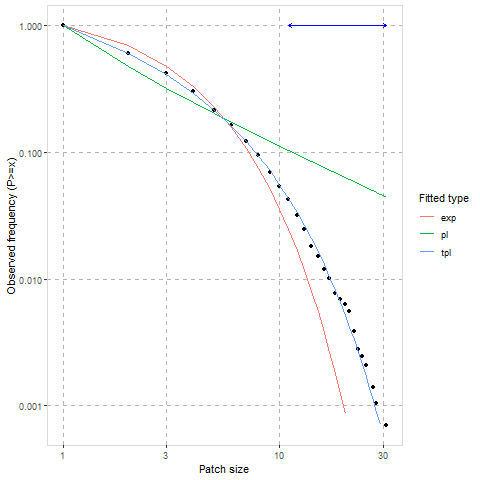 1.000
0.100
0.010
0.001
Observed frequency (P>=x)
1
3
10
30
Patch size
Fitted type
exp
pl
tpl